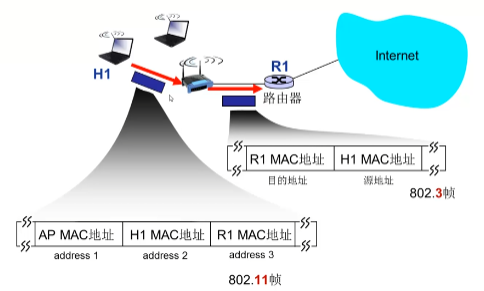 Internet
R1
H1
路由器
R1 MAC地址 H1 MAC地址
目的地址 源地址
802.3帧
AP MAC地址 H1 MAC地址 R1 MAC地址
address 1 address 2 address 3
802.11帧